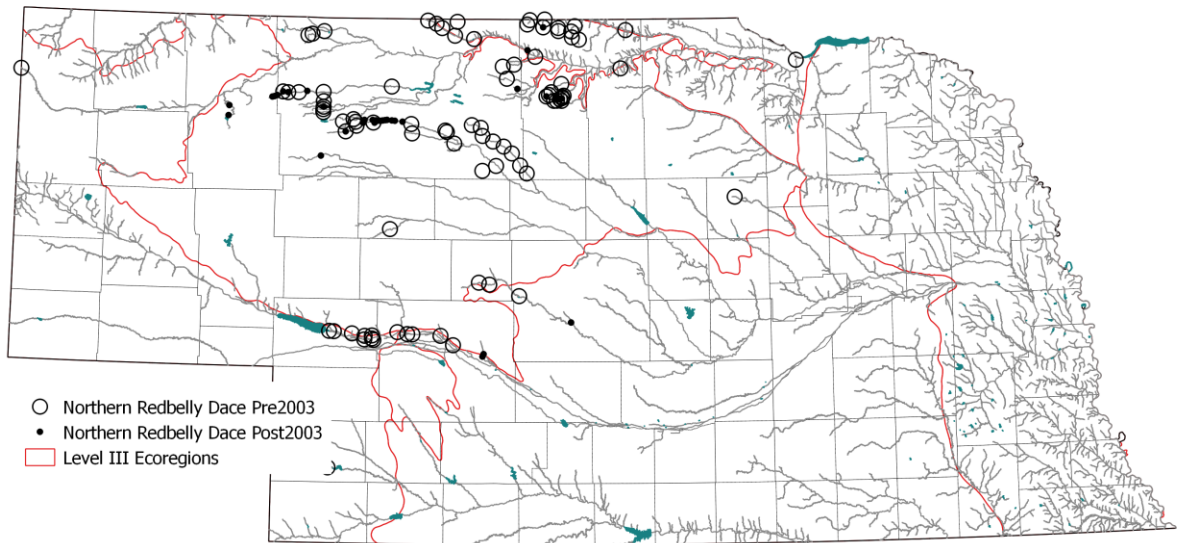 Northern Redbelly Dace Pre2003
Northern Redbelly Dace Post2003
Level III Ecoregions